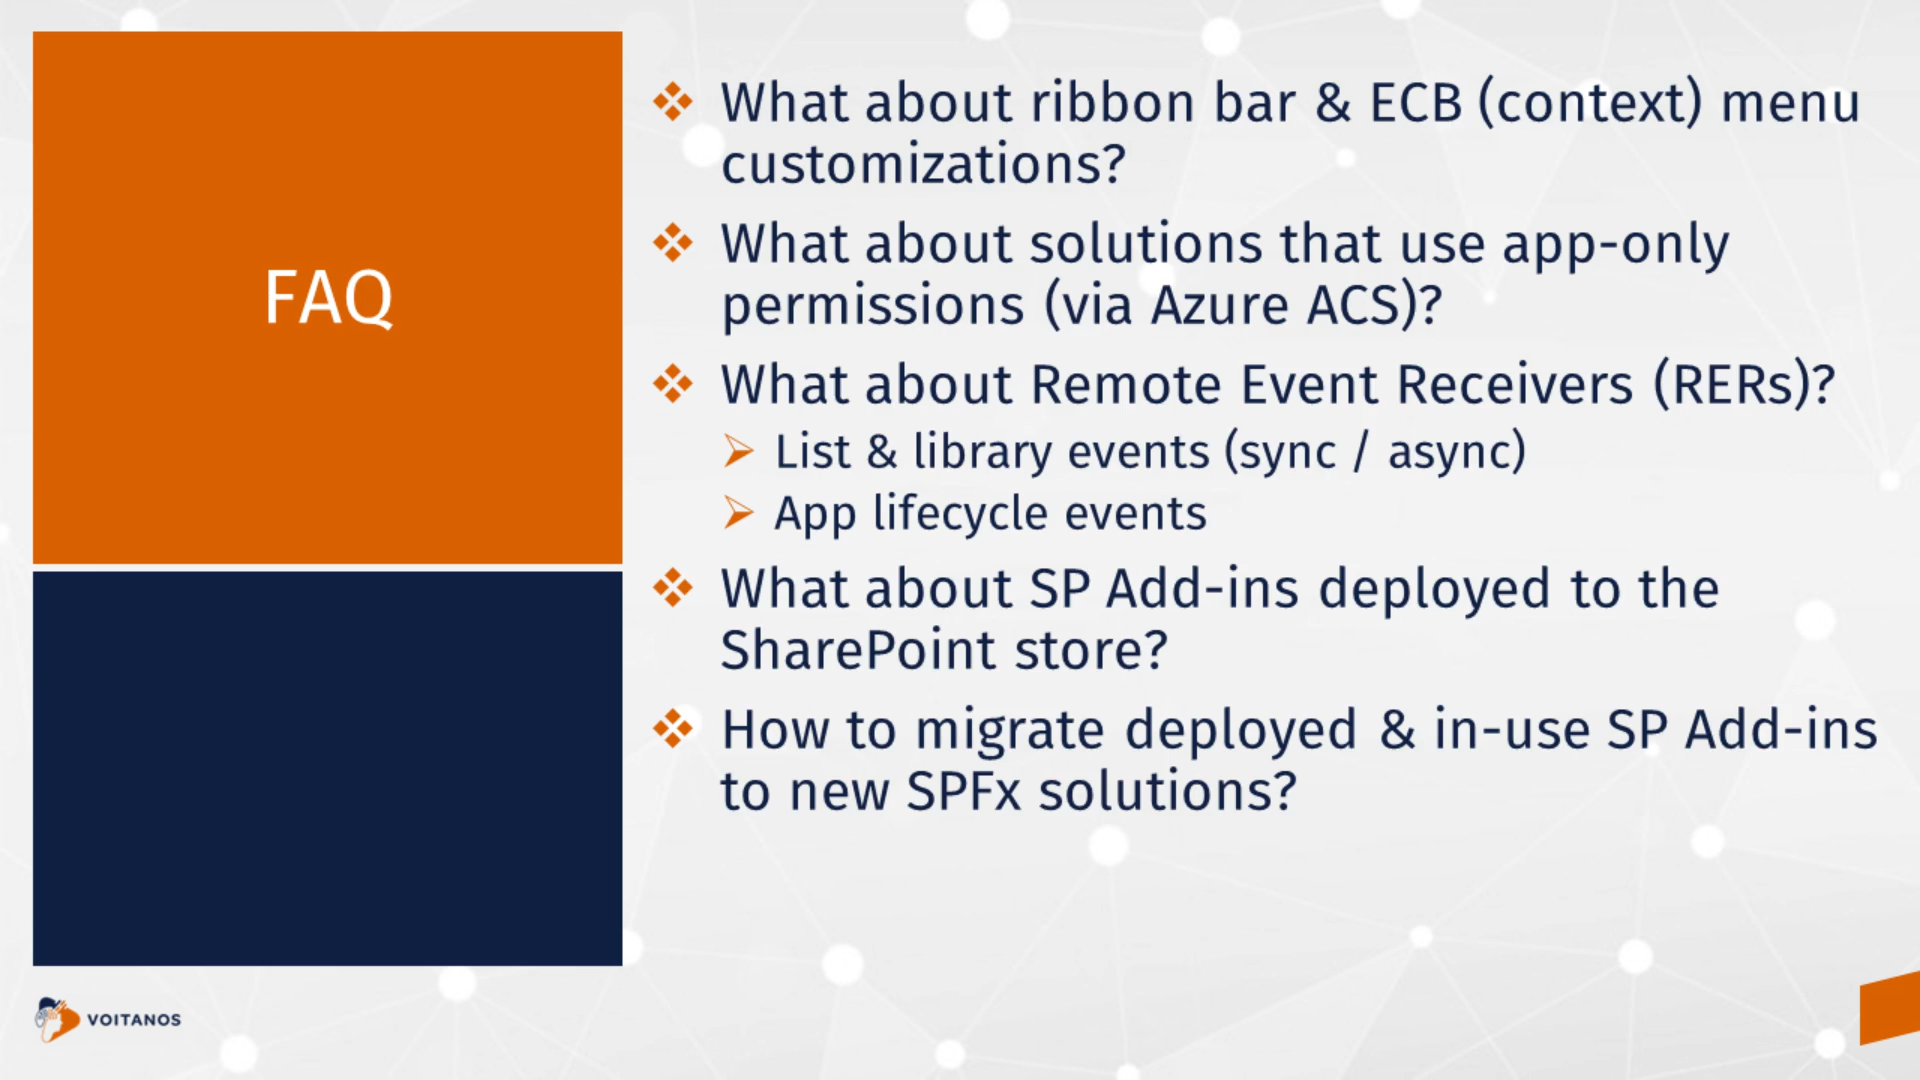 FAQ
What about ribbon bar & ECB (context) menu
customizations?
What about solutions that use app-only
permissions (via Azure ACS)?
What about Remote Event Receivers (RERs)?
List & library events (sync / async)
App lifecycle events
What about SP Add-ins deployed to the
SharePoint store?
How to migrate deployed & in-use SP Add-ins
to new SPFx solutions?
VOITANOS